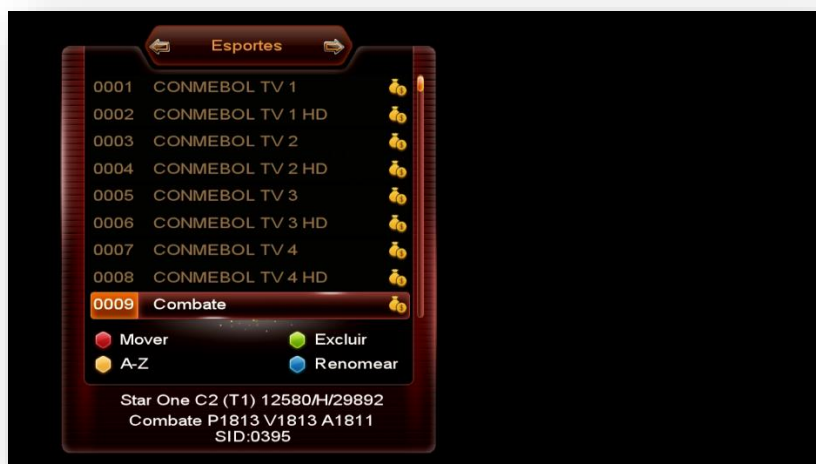 Esportes
0001 CONMEBOL TV 1
0002 CONMEBOL TV 1 HD
0003 CONMEBOL TV 2
0004 CONMEBOL TV 2 HD
0005 CONMEBOL TV 3
0006 CONMEBOL TV 3 HD
0007 CONMEBOL TV 4
0008 CONMEBOL TV 4 HD
0009 Combate
Mover Excluir
A-Z Renomear
Star One C2 (T1) 12580/H/29892
Combate P1813 V1813 A1811
SID:0395